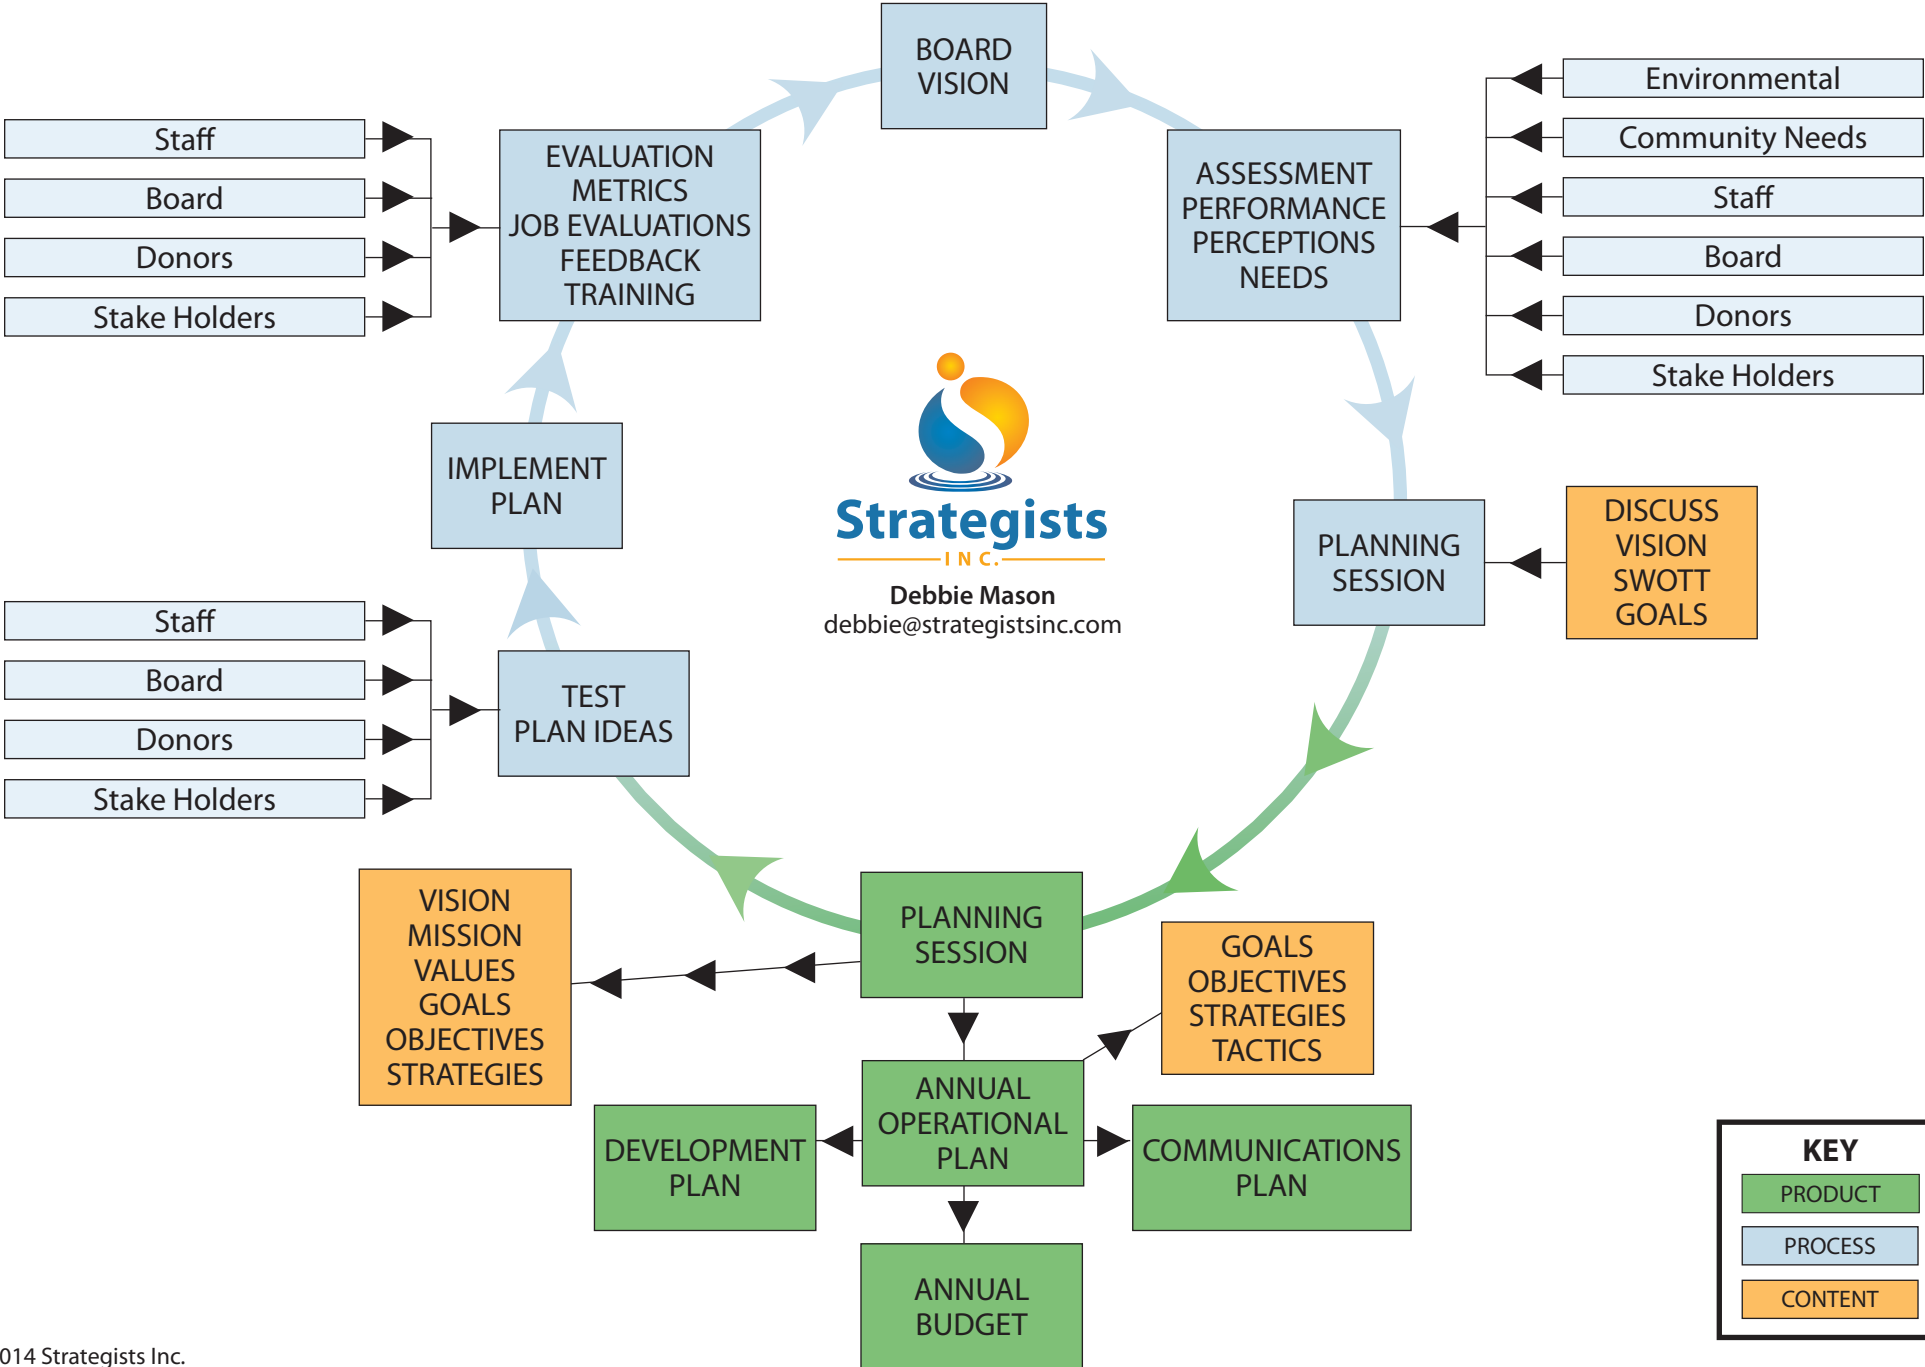 BOARD
VISION
Environmental
Community Needs
Staff
Board
Donors
Stake Holders
ASSESSMENT
PERFORMANCE
PERCEPTIONS
NEEDS
Staff
Board
Donors
Stake Holders
EVALUATION
METRICS
JOB EVALUATIONS
FEEDBACK
TRAINING
Strategists
INC.
Debbie Mason
debbie@strategistsinc.com
IMPLEMENT
PLAN
PLANNING
SESSION
DISCUSS
VISION
SWOTT
GOALS
Staff
Board
Donors
Stake Holders
TEST
PLAN IDEAS
VISION
MISSION
VALUES
GOALS
OBJECTIVES
STRATEGIES
PLANNING
SESSION
GOALS
OBJECTIVES
STRATEGIES
TACTICS
ANNUAL
OPERATIONAL
PLAN
DEVELOPMENT
PLAN
COMMUNICATIONS
PLAN
ANNUAL
BUDGET
KEY
PRODUCT
PROCESS
CONTENT
014 Strategists Inc.